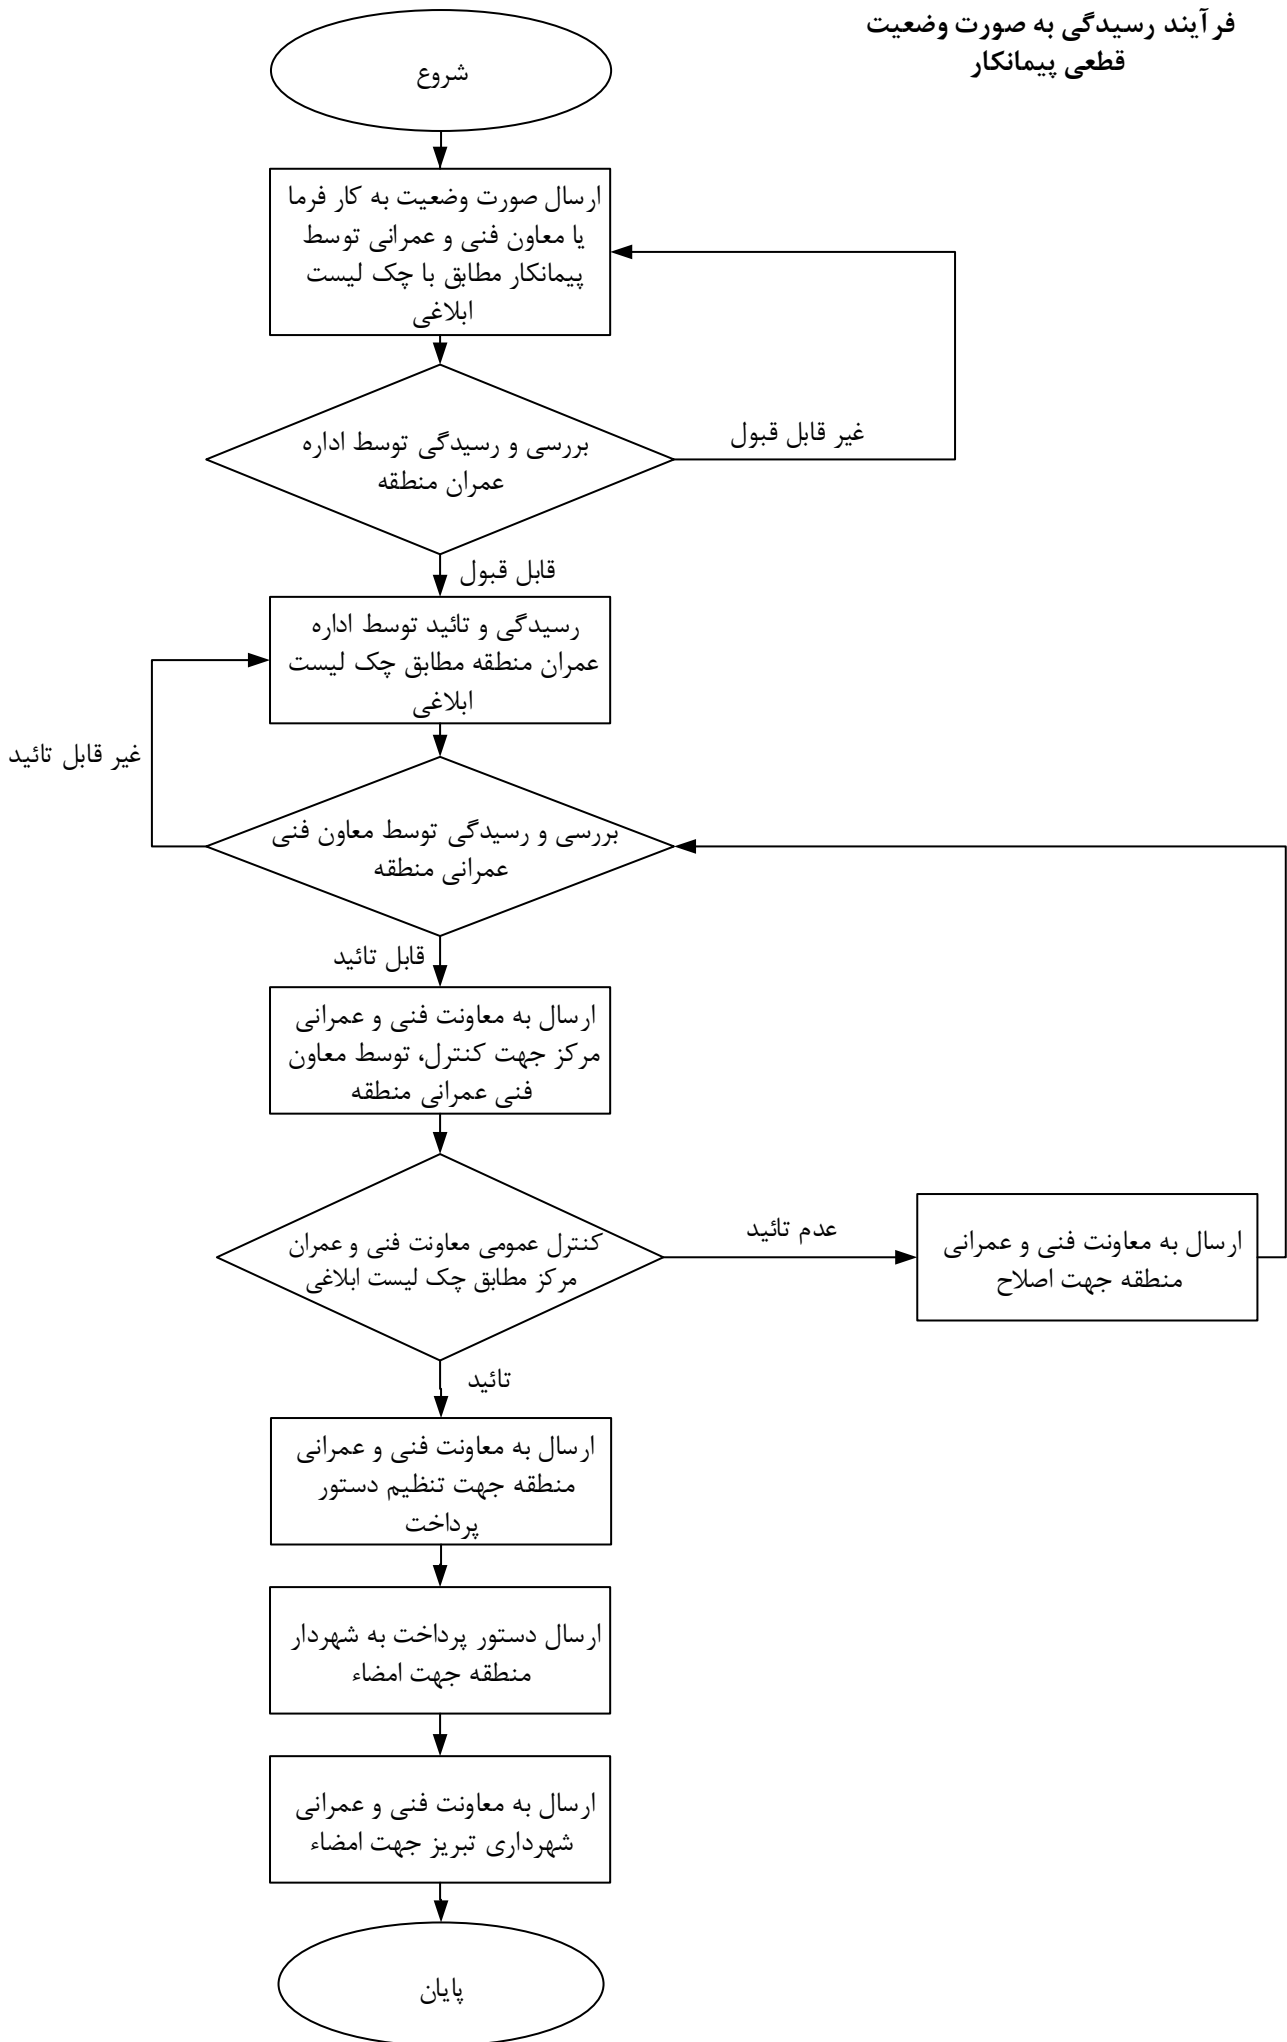 فرآیند رسیدگی به صورت وضعیت
قطعی پیمانکار
شروع
ارسال صورت وضعیت به کار فرما
یا معاون فنی و عمرانی توسط
پیمانکار مطابق با چک لیست
ابلاغی
بررسی و رسیدگی توسط اداره
عمران منطقه
غیر قابل قبول
قابل قبول
رسیدگی و تائید توسط اداره
عمران منطقه مطابق چک لیست
ابلاغی
غیر قابل تائید
بررسی و رسیدگی توسط معاون فنی
عمرانی منطقه
قابل تائید
ارسال به معاونت فنی و عمرانی
مرکز جهت کنترل، توسط معاون
فنی عمرانی منطقه
کنترل عمومی معاونت فنی و عمران
مرکز مطابق چک لیست ابلاغی
عدم تائید
ارسال به معاونت فنی و عمرانی
منطقه جهت اصلاح
تائید
ارسال به معاونت فنی و عمرانی
منطقه جهت تنظیم دستور
پرداخت
ارسال دستور پرداخت به شهردار
منطقه جهت امضاء
ارسال به معاونت فنی و عمرانی
شهرداری تبریز جهت امضاء
پایان